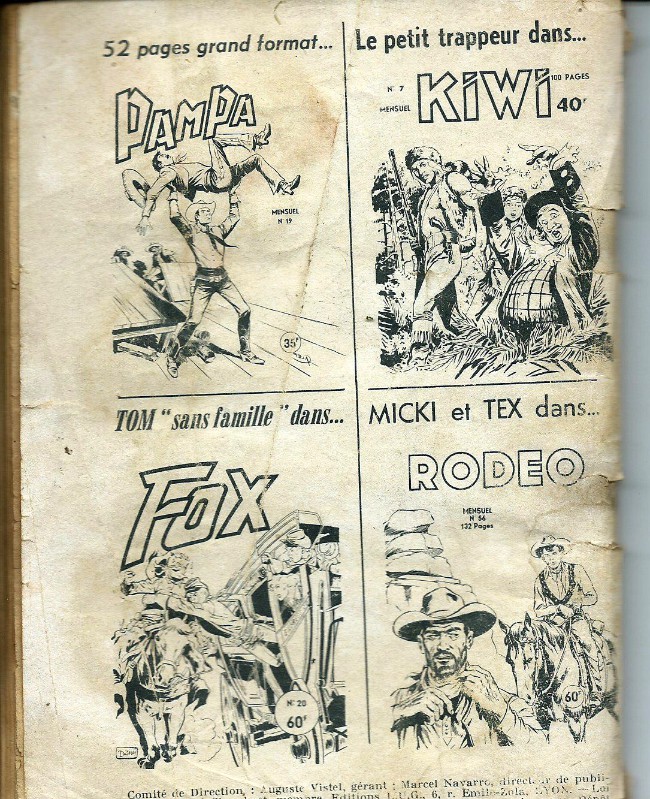 52 pages grand format...
PAMPA
MENSUEL
N° 19
35F
Le petit trappeur dans...
N° 7
MENSUEL
KiWi
100 PAGES
40F
TOM "sans famille" dans...
FOX
N° 20
60F
MICKI et TEX dans...
RODEO
MENSUEL
N° 56
132 Pages
60F
Comité de Direction, : Auguste Vistel, gérant ; Marcel Navarro, directeur de publi-
membre Editions L.U.G., 6, r. Emile-Zola, LYON. — Loi